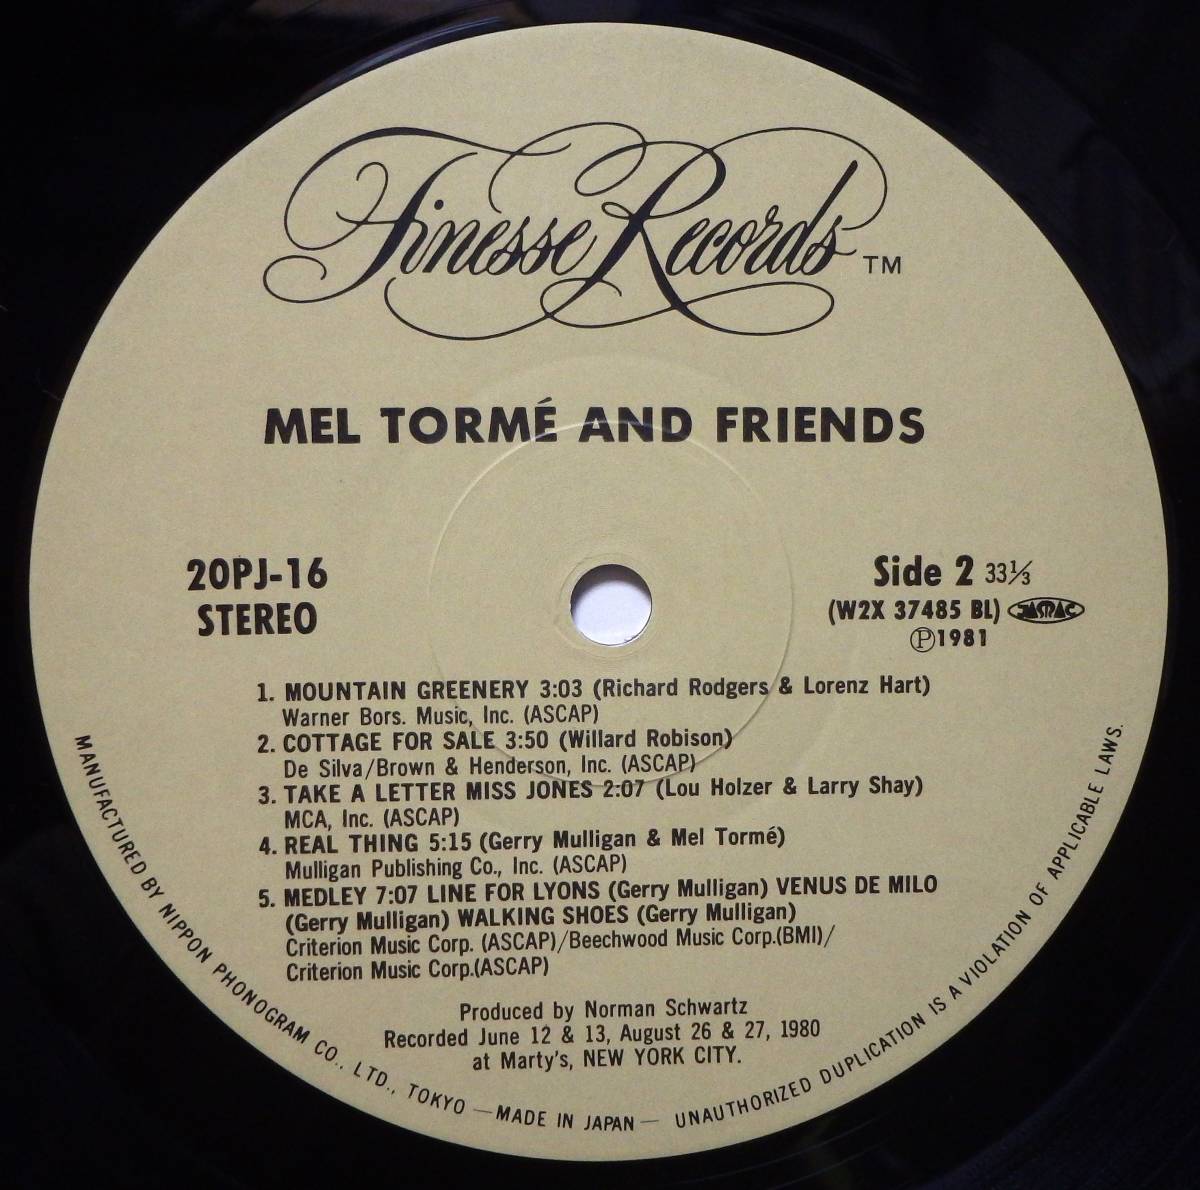 Finesse Records TM
MEL TORMÉ AND FRIENDS
20PJ-16
STEREO
Side 2 33⅓
(W2X 37485 BL) JASRAC
Ⓟ1981
1. MOUNTAIN GREENERY 3:03 (Richard Rodgers & Lorenz Hart)
Warner Bors. Music, Inc. (ASCAP)
2. COTTAGE FOR SALE 3:50 (Willard Robison)
De Silva/Brown & Henderson, Inc. (ASCAP)
3. TAKE A LETTER MISS JONES 2:07 (Lou Holzer & Larry Shay)
MCA, Inc. (ASCAP)
4. REAL THING 5:15 (Gerry Mulligan & Mel Tormé)
Mulligan Publishing Co., Inc. (ASCAP)
5. MEDLEY 7:07 LINE FOR LYONS (Gerry Mulligan) VENUS DE MILO
(Gerry Mulligan) WALKING SHOES (Gerry Mulligan)
Criterion Music Corp. (ASCAP)/Beechwood Music Corp.(BMI)/
Criterion Music Corp.(ASCAP)
Produced by Norman Schwartz
Recorded June 12 & 13, August 26 & 27, 1980
at Marty's, NEW YORK CITY.
MANUFACTURED BY NIPPON PHONOGRAM CO., LTD., TOKYO — MADE IN JAPAN — UNAUTHORIZED DUPLICATION IS A VIOLATION OF APPLICABLE LAWS.